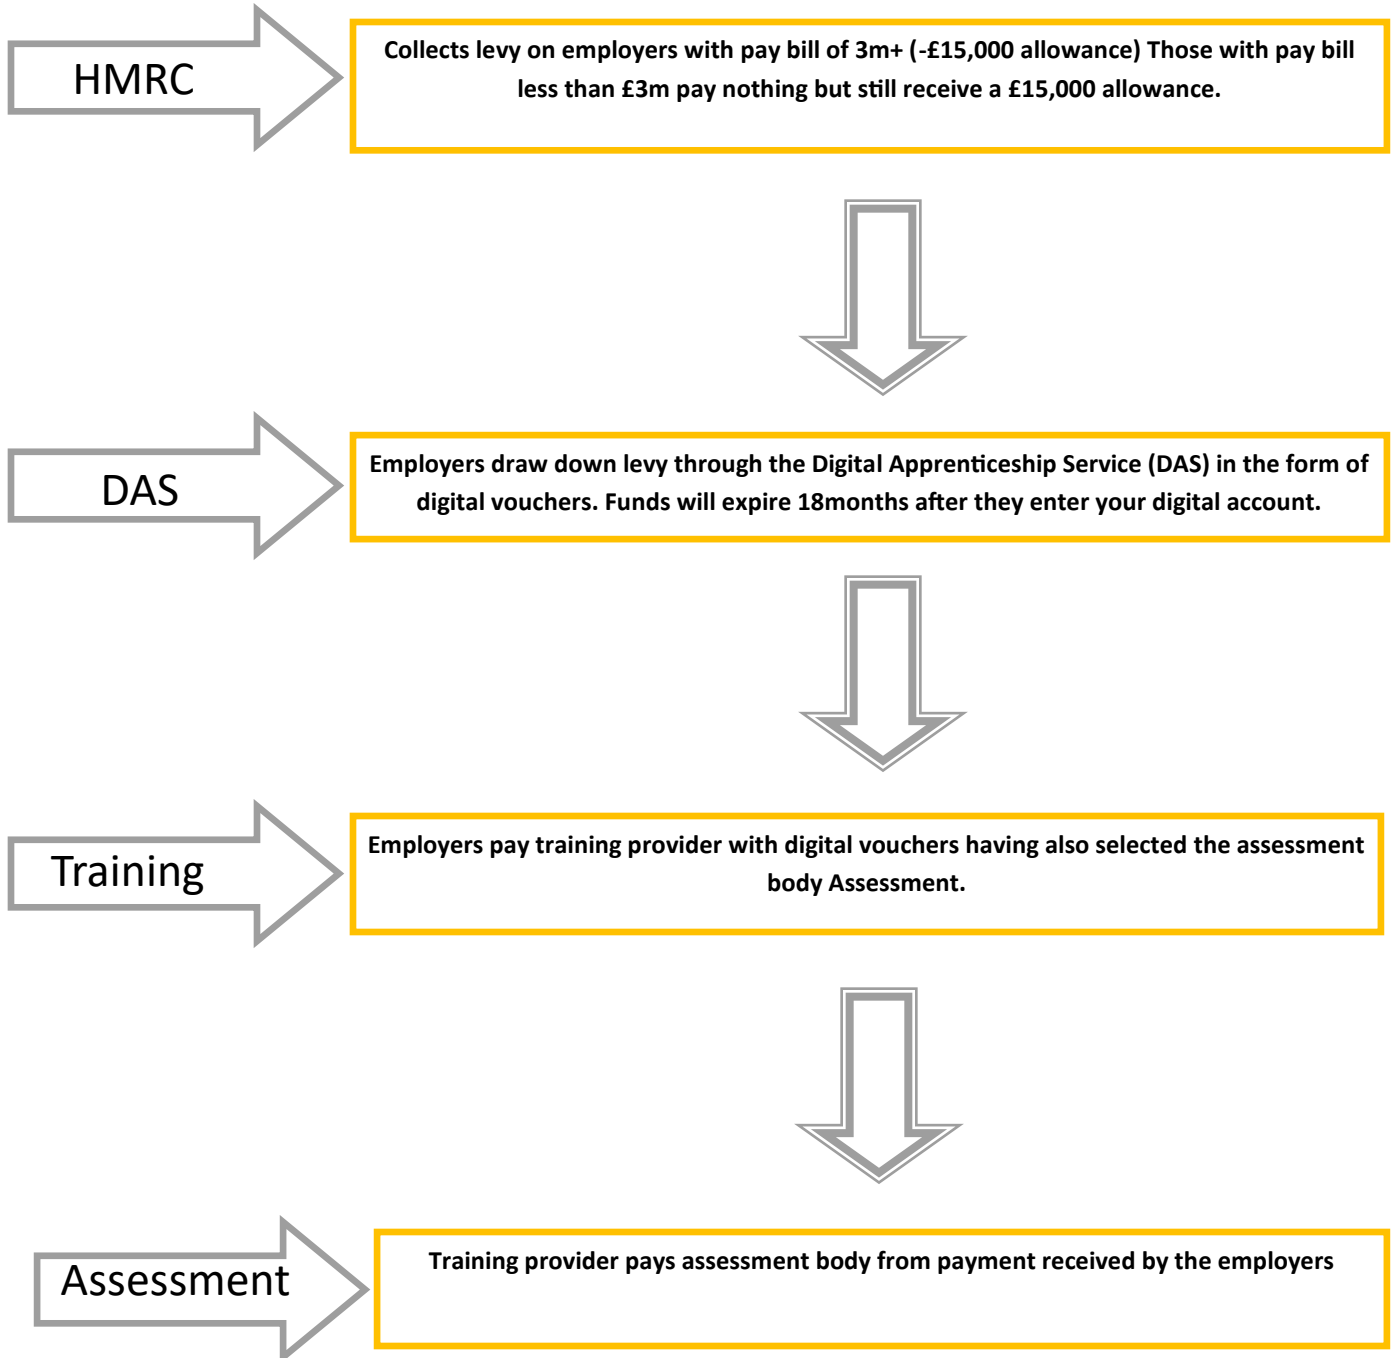 HMRC
Collects levy on employers with pay bill of 3m+ (-£15,000 allowance) Those with pay bill
less than £3m pay nothing but still receive a £15,000 allowance.
DAS
Employers draw down levy through the Digital Apprenticeship Service (DAS) in the form of
digital vouchers. Funds will expire 18months after they enter your digital account.
Training
Employers pay training provider with digital vouchers having also selected the assessment
body Assessment.
Assessment
Training provider pays assessment body from payment received by the employers